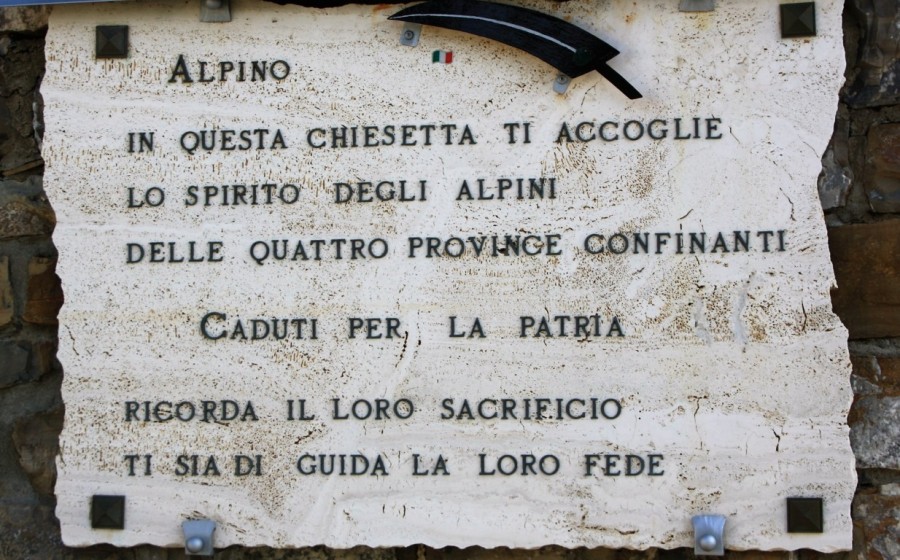 ALPINO
IN QUESTA CHIESETTA TI ACCOGLIE
LO SPIRITO DEGLI ALPINI
DELLE QUATTRO PROVINCE CONFINANTI
CADUTI PER LA PATRIA
RICORDA IL LORO SACRIFICIO
TI SIA DI GUIDA LA LORO FEDE